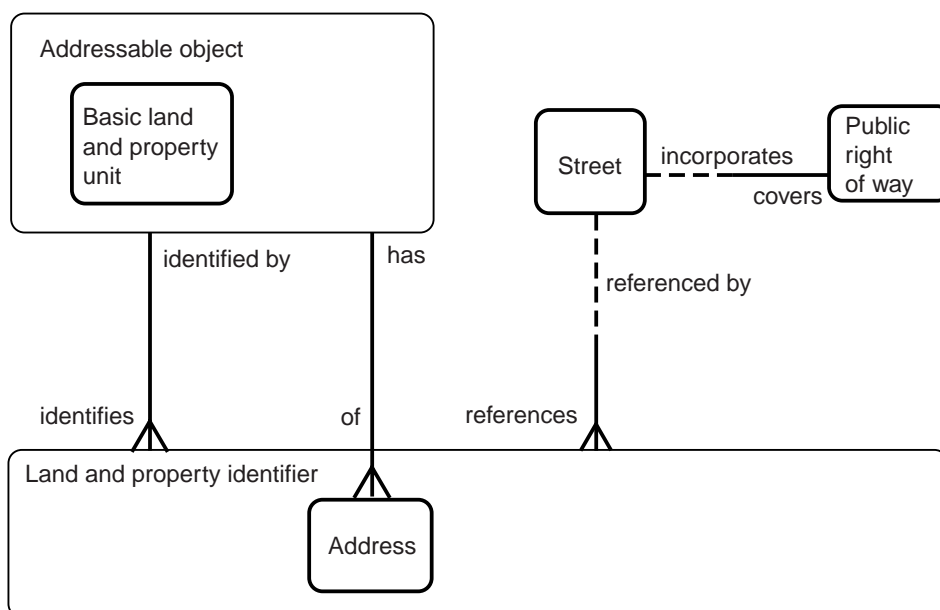 Addressable object
Basic land
and property
unit
Street
incorporates
covers
Public
right
of way
identified by
has
referenced by
identifies
of
references
Land and property identifier
Address